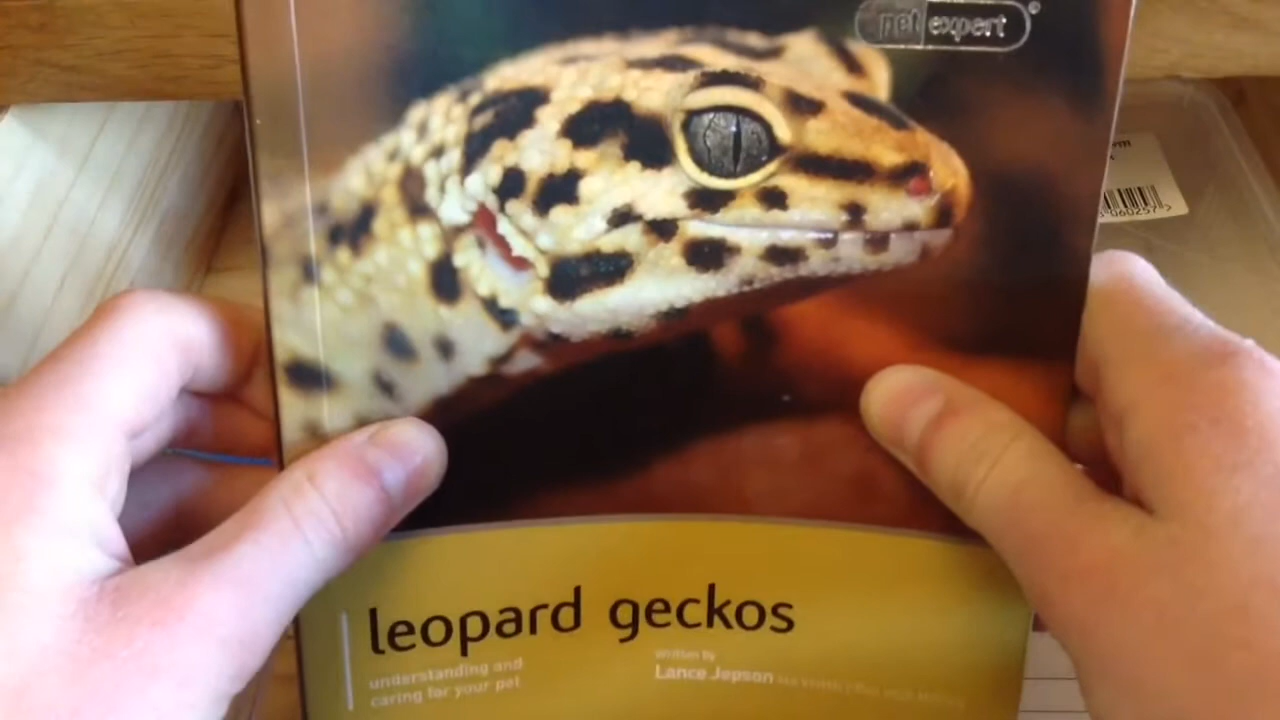 pet expert
leopard geckos
understanding and
caring for your pet
written by
Lance Jepson